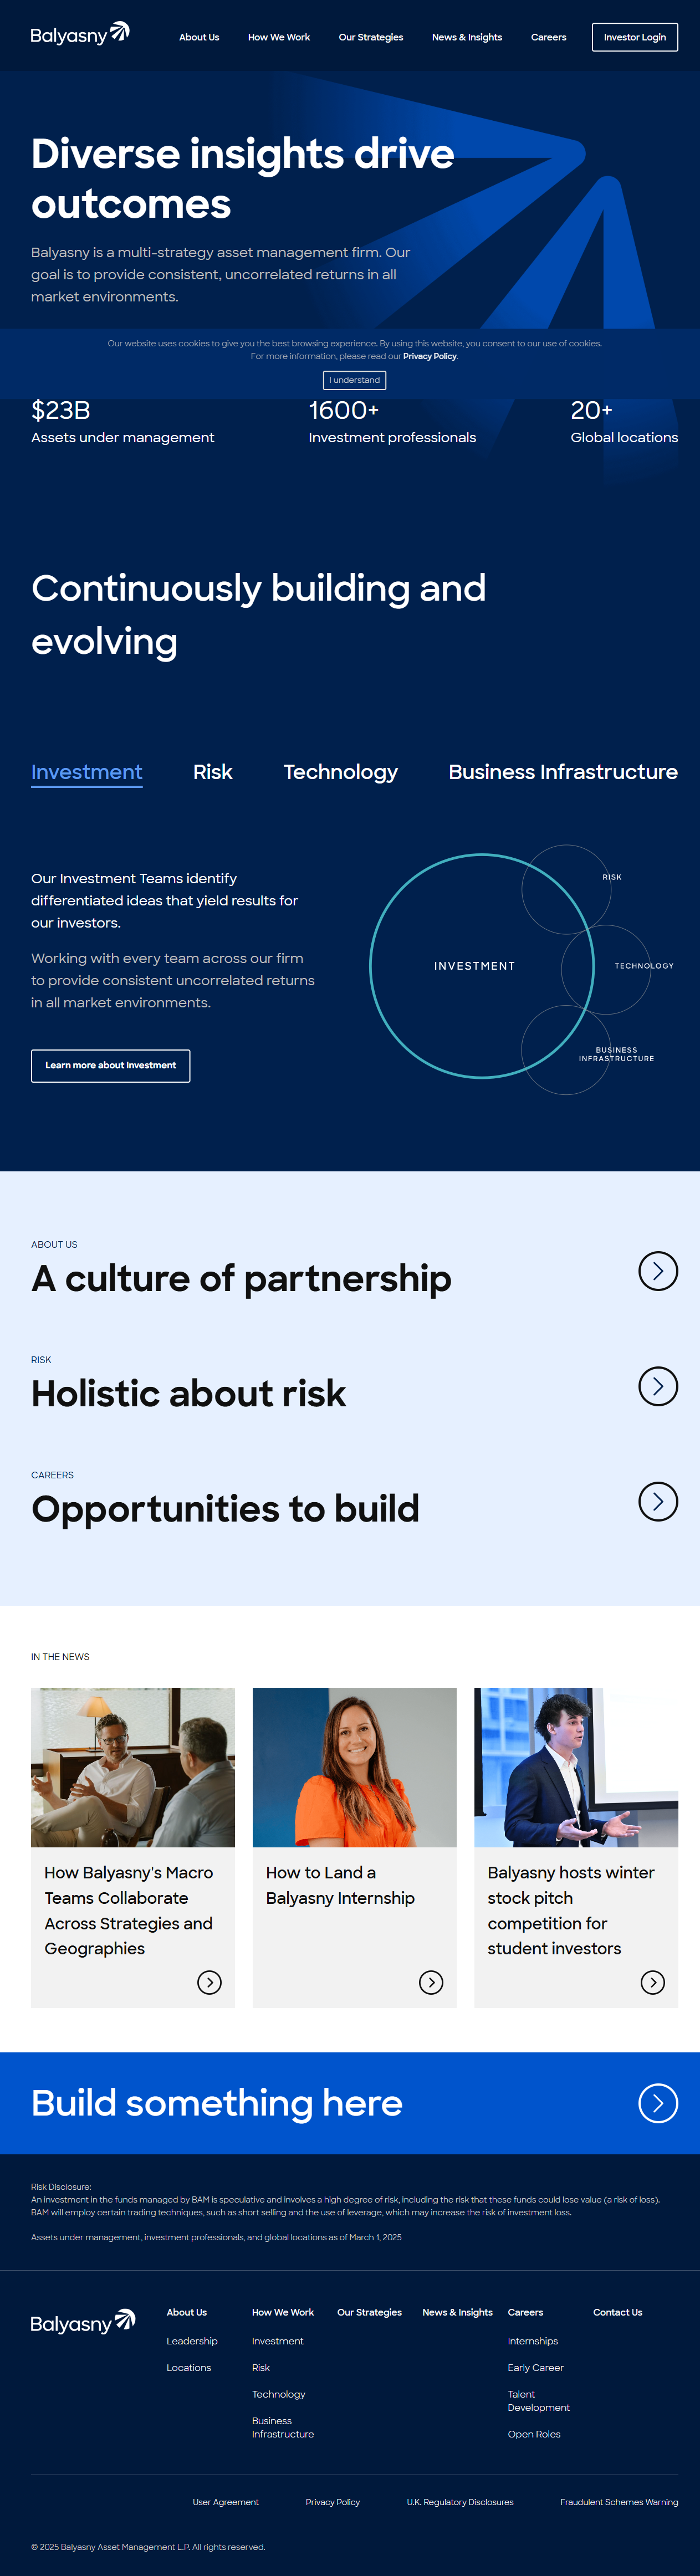 Balyasny
About Us
How We Work
Our Strategies
News & Insights
Careers
Investor Login
Diverse insights drive
outcomes
Balyasny is a multi-strategy asset management firm. Our
goal is to provide consistent, uncorrelated returns in all
market environments.
Our website uses cookies to give you the best browsing experience. By using this website, you consent to our use of cookies.
For more information, please read our Privacy Policy.
I understand
$23B
Assets under management
1600+
Investment professionals
20+
Global locations
Continuously building and
evolving
Investment
Risk
Technology
Business Infrastructure
Our Investment Teams identify
differentiated ideas that yield results for
our investors.
Working with every team across our firm
to provide consistent uncorrelated returns
in all market environments.
Learn more about Investment
RISK
INVESTMENT
TECHNOLOGY
BUSINESS
INFRASTRUCTURE
ABOUT US
A culture of partnership
RISK
Holistic about risk
CAREERS
Opportunities to build
IN THE NEWS
How Balyasny's Macro
Teams Collaborate
Across Strategies and
Geographies
How to Land a
Balyasny Internship
Balyasny hosts winter
stock pitch
competition for
student investors
Build something here
Risk Disclosure:
An investment in the funds managed by BAM is speculative and involves a high degree of risk, including the risk that these funds could lose value (a risk of loss).
BAM will employ certain trading techniques, such as short selling and the use of leverage, which may increase the risk of investment loss.
Assets under management, investment professionals, and global locations as of March 1, 2025
Balyasny
About Us
Leadership
Locations
How We Work
Investment
Risk
Technology
Business
Infrastructure
Our Strategies
News & Insights
Careers
Internships
Early Career
Talent
Development
Open Roles
Contact Us
User Agreement
Privacy Policy
U.K. Regulatory Disclosures
Fraudulent Schemes Warning
© 2025 Balyasny Asset Management L.P. All rights reserved.